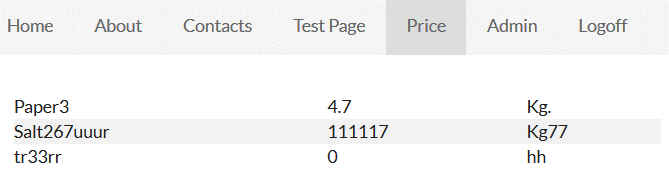 Home About Contacts Test Page Price Admin Logoff
Paper3 4.7 Kg.
Salt267uuur 111117 Kg77
tr33rr 0 hh